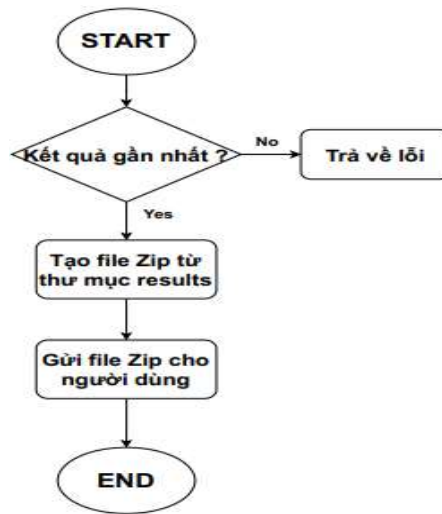 START
Kết quả gần nhất ?
No
Trả về lỗi
Yes
Tạo file Zip từ
thư mục results
Gửi file Zip cho
người dùng
END